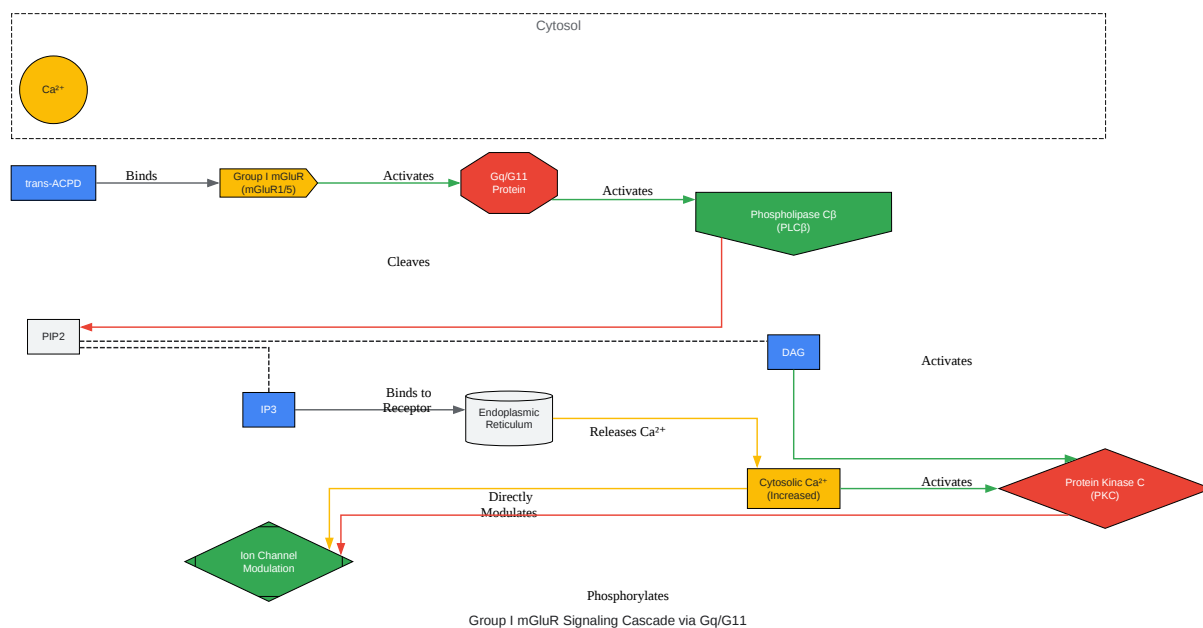 Cytosol
Ca²⁺
trans-ACPD
Binds
Group I mGluR
(mGluR1/5)
Activates
Gq/G11
Protein
Activates
Phospholipase Cβ
(PLCβ)
Cleaves
PIP2
DAG
Activates
IP3
Binds to
Receptor
Endoplasmic
Reticulum
Releases Ca²⁺
Cytosolic Ca²⁺
(Increased)
Activates
Protein Kinase C
(PKC)
Directly
Modulates
Ion Channel
Modulation
Phosphorylates
Group I mGluR Signaling Cascade via Gq/G11